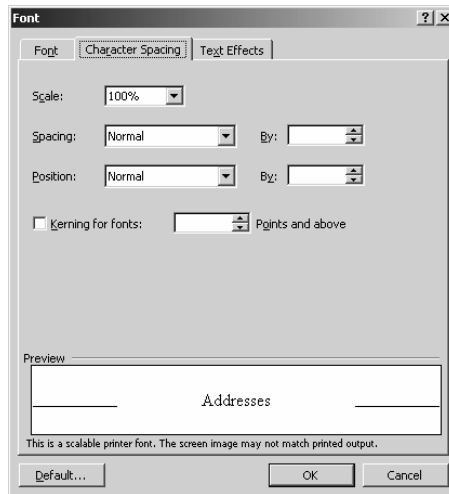 Font
Font Character Spacing Text Effects
Scale: 100%
Spacing: Normal By:
Position: Normal By:
Kerning for fonts: Points and above
Preview
Addresses
This is a scalable printer font. The screen image may not match printed output.
Default... OK Cancel